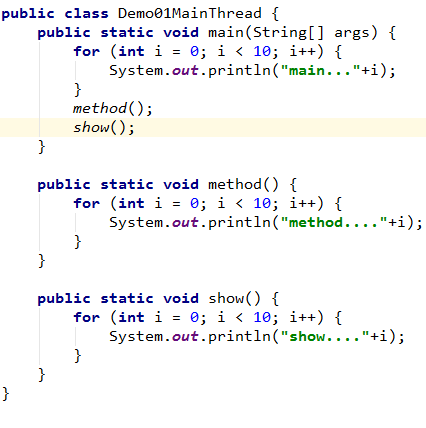 public class Demo01MainThread {
    public static void main(String[] args) {
        for (int i = 0; i < 10; i++) {
            System.out.println("main..."+i);
        }
        method();
        show();
    }

    public static void method() {
        for (int i = 0; i < 10; i++) {
            System.out.println("method...."+i);
        }
    }

    public static void show() {
        for (int i = 0; i < 10; i++) {
            System.out.println("show...."+i);
        }
    }
}